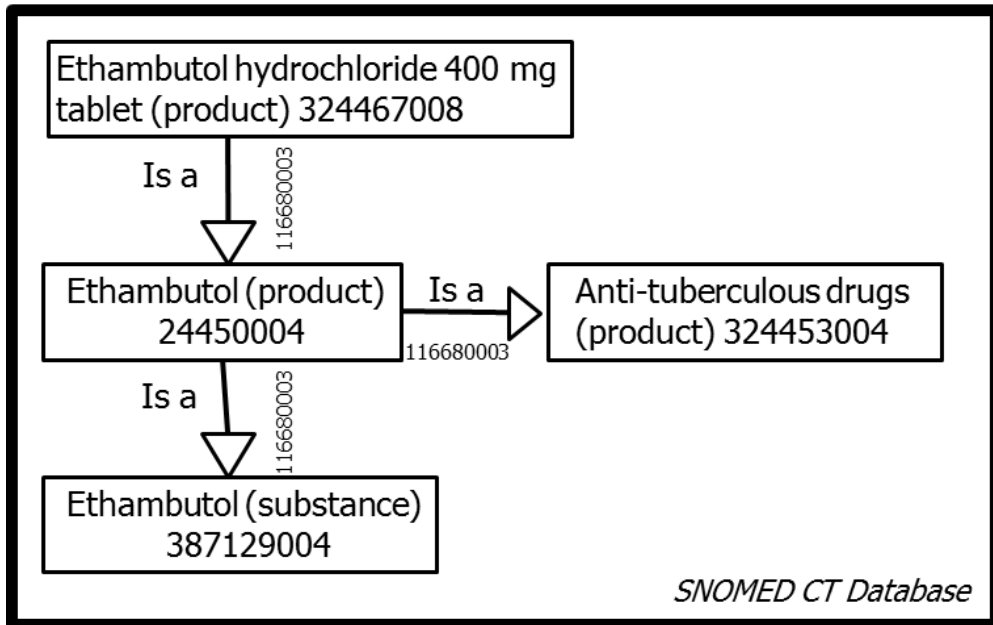 Ethambutol hydrochloride 400 mg
tablet (product) 324467008
Is a
116680003
Ethambutol (product)
24450004
Is a
116680003
Anti-tuberculous drugs
(product) 324453004
Is a
116680003
Ethambutol (substance)
387129004
SNOMED CT Database